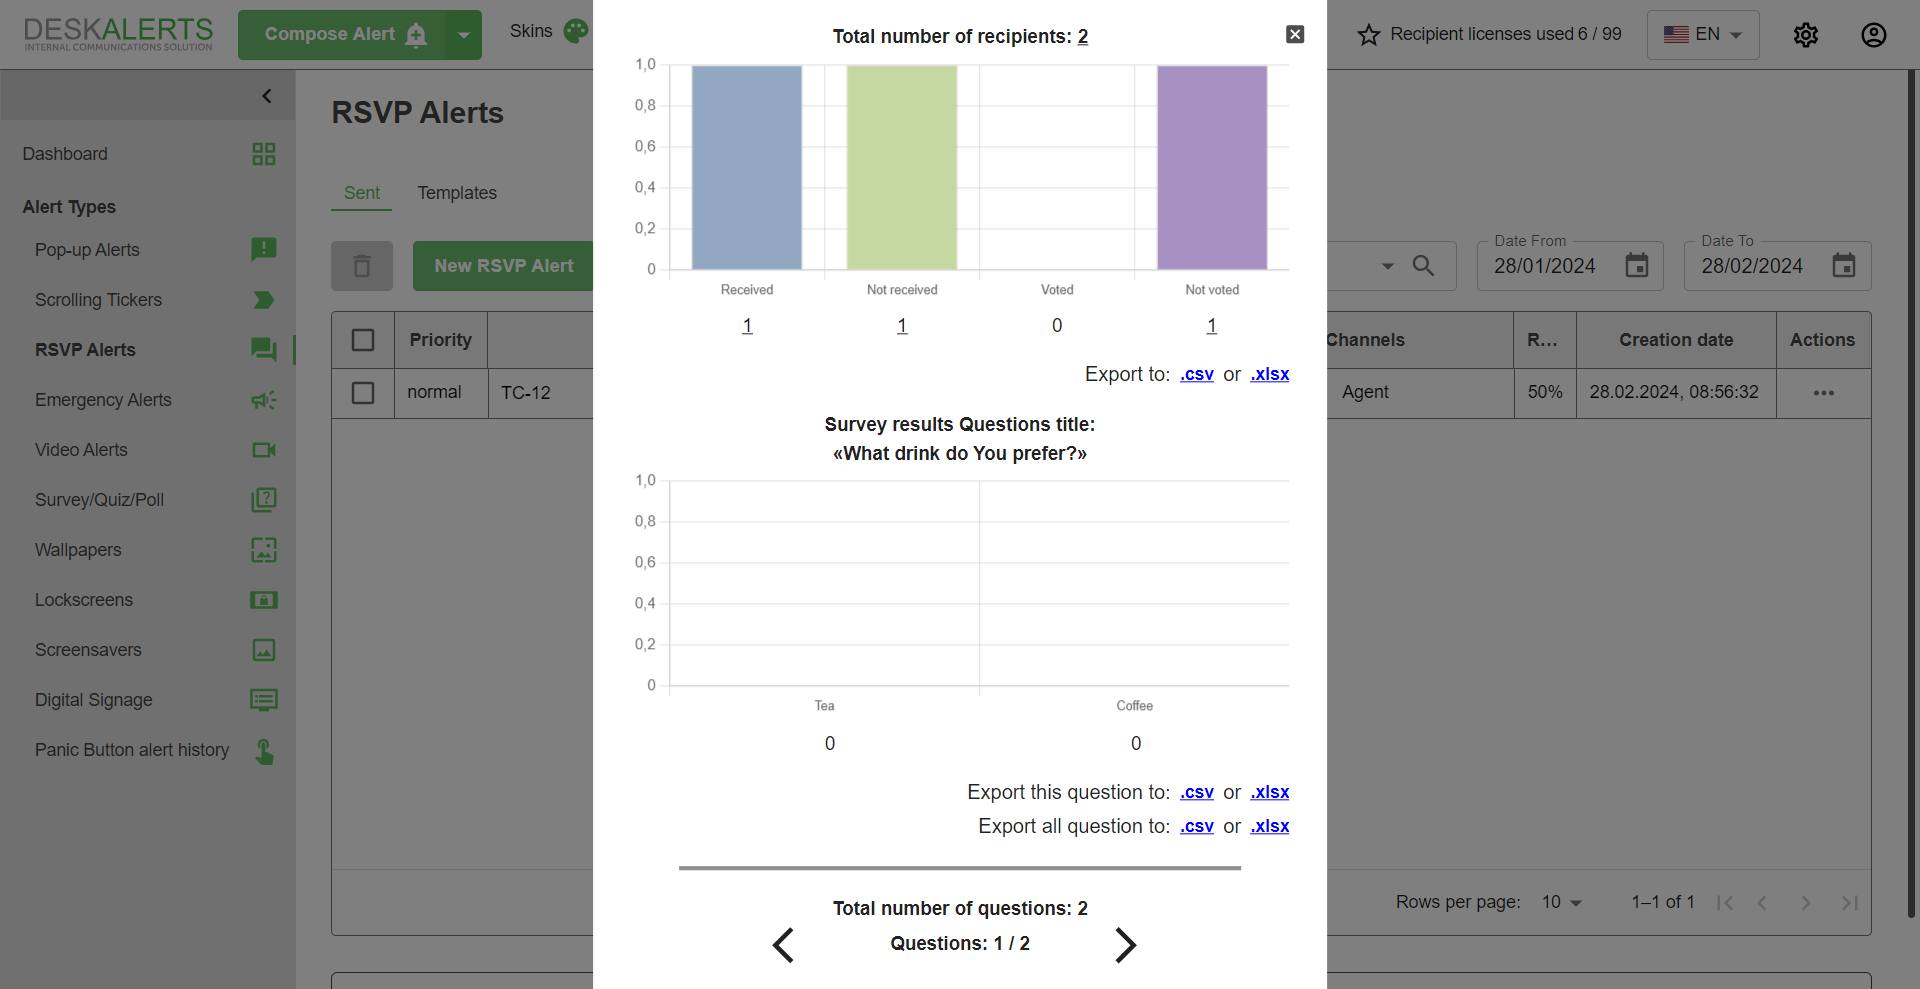 DESKALERTS
INTERNAL COMMUNICATIONS SOLUTION
Compose Alert
Skins
Recipient licenses used 6 / 99
EN
Dashboard
Alert Types
Pop-up Alerts
Scrolling Tickers
RSVP Alerts
Emergency Alerts
Video Alerts
Survey/Quiz/Poll
Wallpapers
Lockscreens
Screensavers
Digital Signage
Panic Button alert history
RSVP Alerts
Sent Templates
New RSVP Alert
Date From
28/01/2024
Date To
28/02/2024
Priority Channels R... Creation date Actions
normal TC-12 Agent 50% 28.02.2024, 08:56:32
Rows per page: 10 1–1 of 1
Total number of recipients: 2
1,0
0,8
0,6
0,4
0,2
0
Received Not received Voted Not voted
1 1 0 1
Export to: .csv or .xlsx
Survey results Questions title:
«What drink do You prefer?»
1,0
0,8
0,6
0,4
0,2
0
Tea Coffee
0 0
Export this question to: .csv or .xlsx
Export all question to: .csv or .xlsx
Total number of questions: 2
Questions: 1 / 2